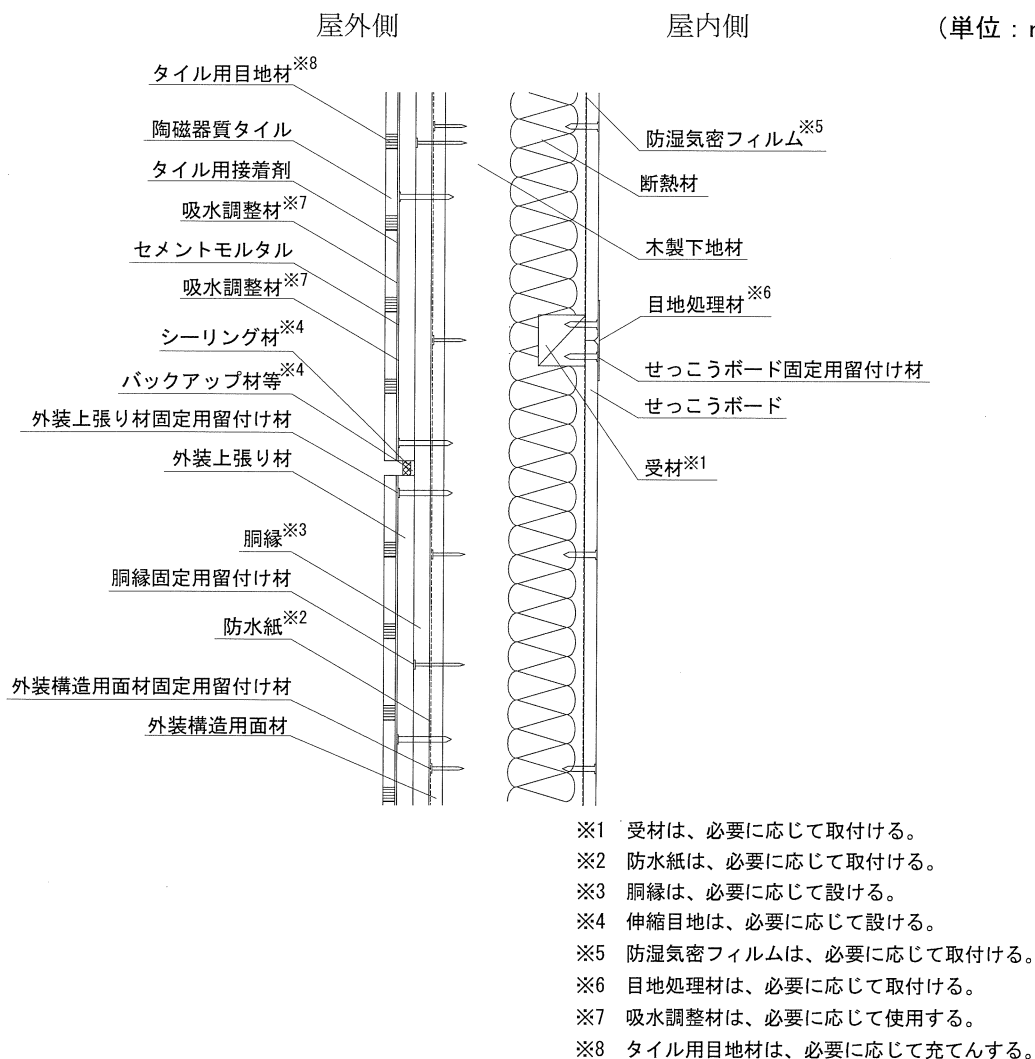 屋外側
屋内側
（単位：
タイル用目地材※8
陶磁器質タイル
タイル用接着剤
吸水調整材※7
セメントモルタル
吸水調整材※7
シーリング材※4
バックアップ材等※4
外装上張り材固定用留付け材
外装上張り材
胴縁※3
胴縁固定用留付け材
防水紙※2
外装構造用面材固定用留付け材
外装構造用面材
防湿気密フィルム※5
断熱材
木製下地材
目地処理材※6
せっこうボード固定用留付け材
せっこうボード
受材※1
※1 受材は、必要に応じて取付ける。
※2 防水紙は、必要に応じて取付ける。
※3 胴縁は、必要に応じて設ける。
※4 伸縮目地は、必要に応じて設ける。
※5 防湿気密フィルムは、必要に応じて取付ける。
※6 目地処理材は、必要に応じて取付ける。
※7 吸水調整材は、必要に応じて使用する。
※8 タイル用目地材は、必要に応じて充てんする。